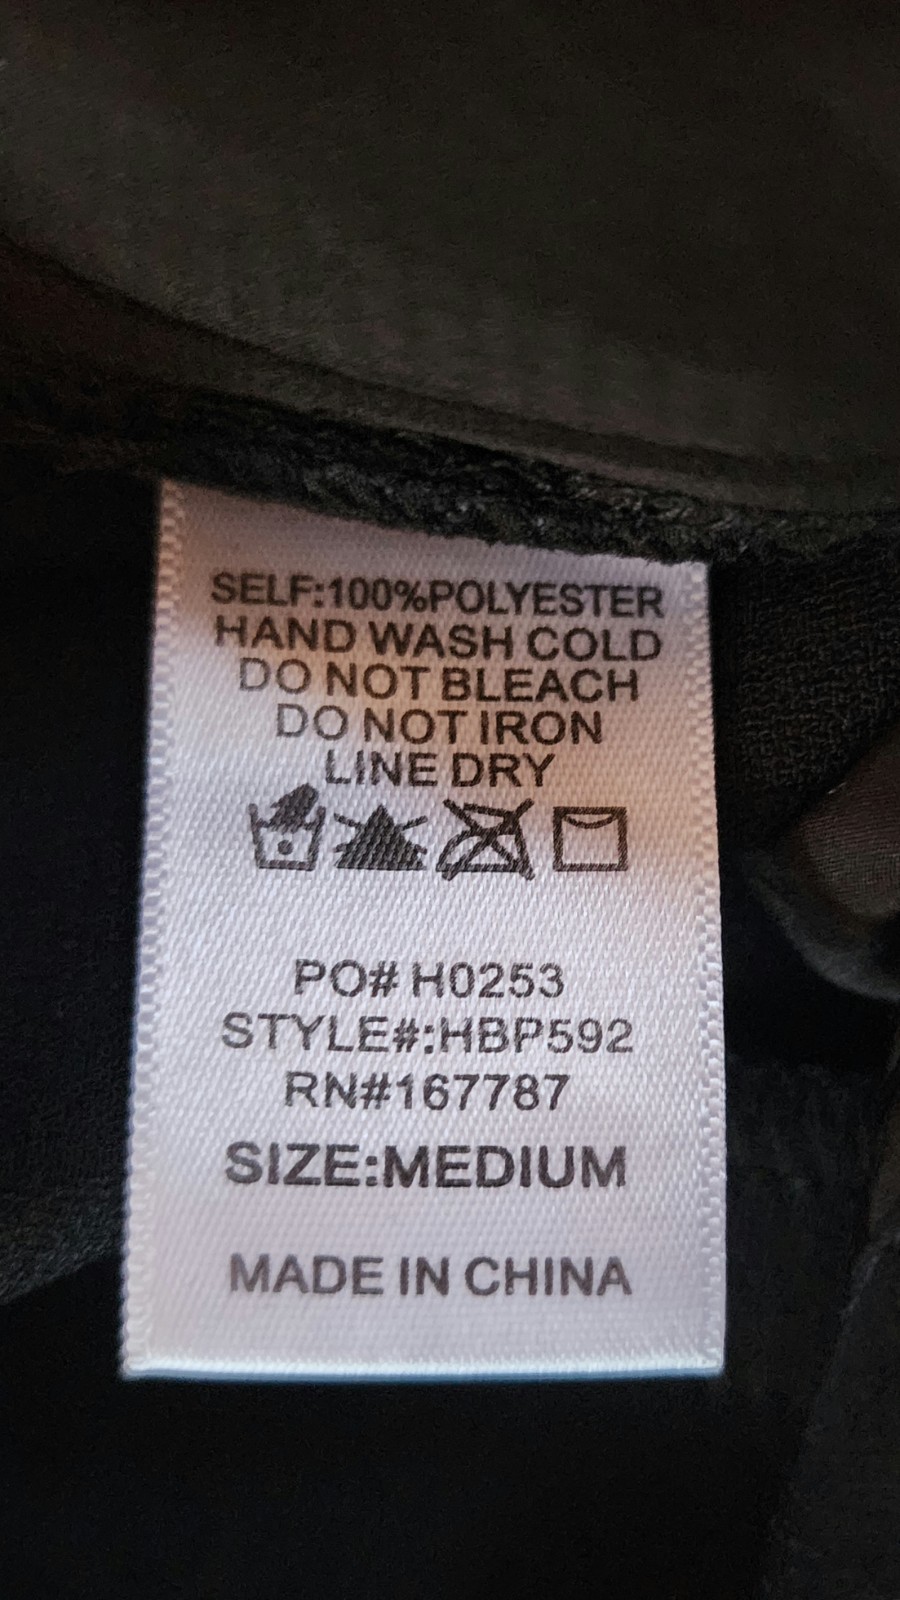 SELF:100%POLYESTER
HAND WASH COLD
DO NOT BLEACH
DO NOT IRON
LINE DRY
PO# H0253
STYLE#:HBP592
RN#167787
SIZE:MEDIUM
MADE IN CHINA